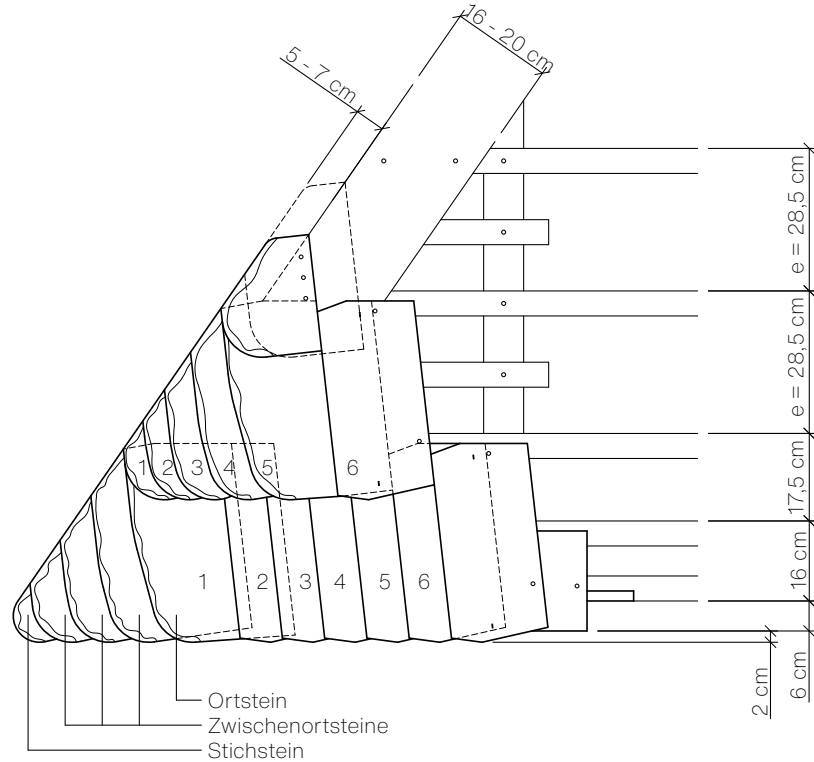 16 - 20 cm
5 - 7 cm
e = 28,5 cm
e = 28,5 cm
17,5 cm
16 cm
6 cm
2 cm
1 2 3 4 5 6
1 2 3 4 5 6
Ortstein
Zwischenortsteine
Stichstein